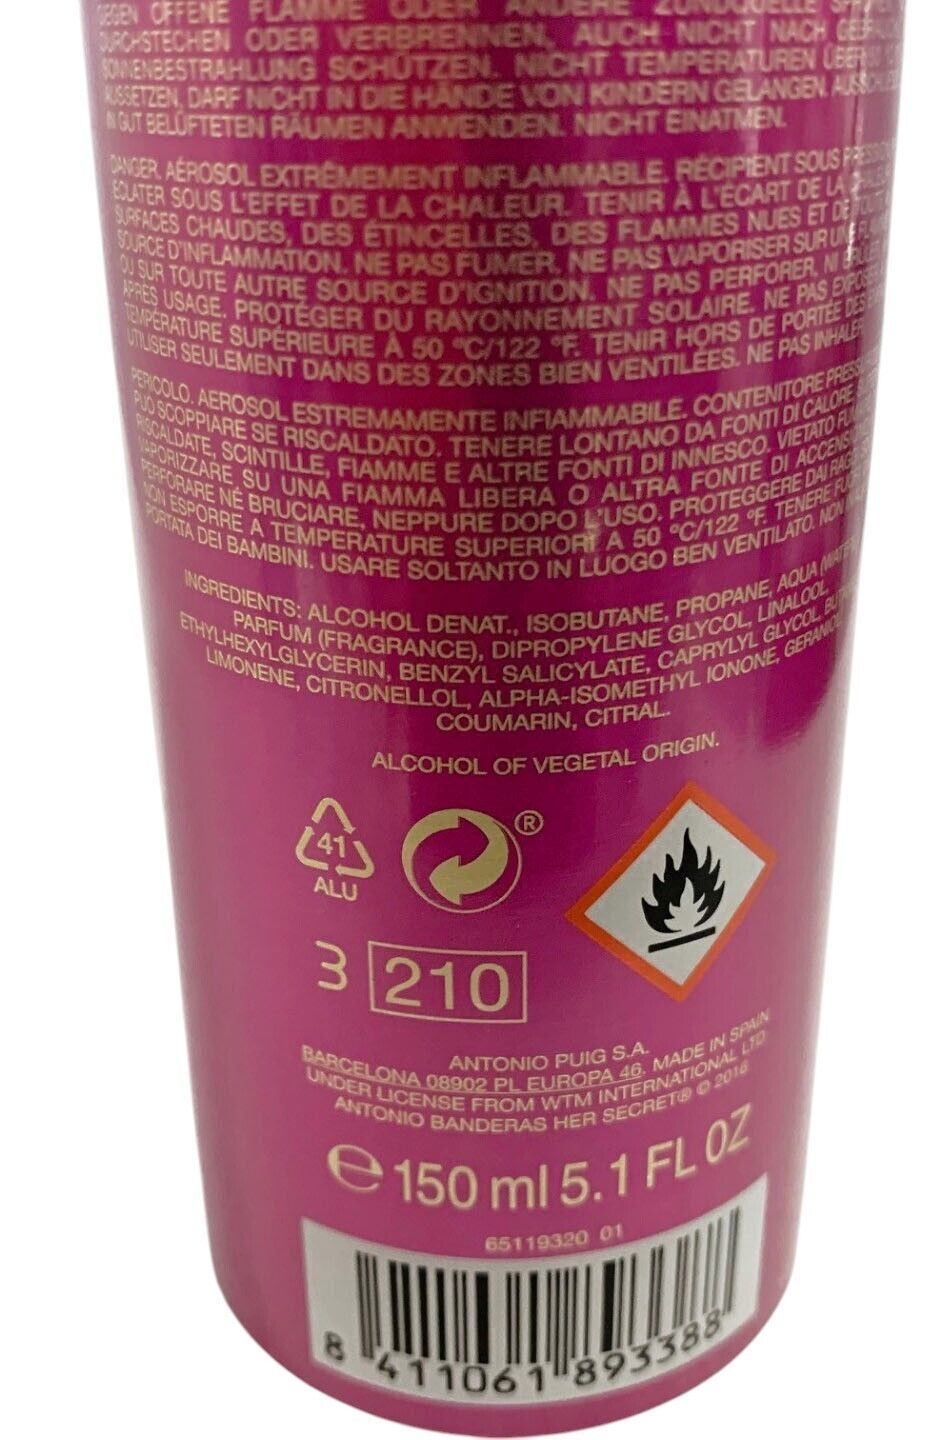 GEGEN OFFENE FLAMME ODER ANDERE ZÜNDQUELLE
DURCHSTECHEN ODER VERBRENNEN, AUCH NICHT NACH
SONNENBESTRAHLUNG SCHÜTZEN. NICHT TEMPERATUREN
AUSSETZEN, DARF NICHT IN DIE HÄNDE VON KINDERN GELANGEN.
IN GUT BELÜFTETEN RÄUMEN ANWENDEN. NICHT EINATMEN.
DANGER. AÉROSOL EXTRÊMEMENT INFLAMMABLE. RÉCIPIENT SOUS
ÉCLATER SOUS L'EFFET DE LA CHALEUR. TENIR À L'ÉCART DE LA
SURFACES CHAUDES, DES ÉTINCELLES, DES FLAMMES NUES ET DE
SOURCE D'INFLAMMATION. NE PAS FUMER. NE PAS VAPORISER SUR UNE
OU SUR TOUTE AUTRE SOURCE D'IGNITION. NE PAS PERFORER, NI
APRÈS USAGE. PROTÉGER DU RAYONNEMENT SOLAIRE. NE PAS
TEMPÉRATURE SUPÉRIEURE À 50 °C/122 °F. TENIR HORS DE PORTÉE DES
UTILISER SEULEMENT DANS DES ZONES BIEN VENTILÉES. NE PAS
PERICOLO. AEROSOL ESTREMAMENTE INFIAMMABILE. CONTENITORE
PUÒ SCOPPIARE SE RISCALDATO. TENERE LONTANO DA FONTI DI CALORE
RISCALDATE, SCINTILLE, FIAMME E ALTRE FONTI DI INNESCO. VIETATO
VAPORIZZARE SU UNA FIAMMA LIBERA O ALTRA FONTE DI
PERFORARE NÉ BRUCIARE, NEPPURE DOPO L'USO. PROTEGGERE DAI
NON ESPORRE A TEMPERATURE SUPERIORI A 50 °C/122 °F. TENERE
PORTATA DEI BAMBINI. USARE SOLTANTO IN LUOGO BEN VENTILATO. NON
INGREDIENTS: ALCOHOL DENAT., ISOBUTANE, PROPANE, AQUA (WATER
PARFUM (FRAGRANCE), DIPROPYLENE GLYCOL, LINALOOL,
ETHYLHEXYLGLYCERIN, BENZYL SALICYLATE, CAPRYLYL GLYCOL,
LIMONENE, CITRONELLOL, ALPHA-ISOMETHYL IONONE,
COUMARIN, CITRAL.
ALCOHOL OF VEGETAL ORIGIN.
41
ALU
®
3 210
ANTONIO PUIG S.A.
BARCELONA 08902 PL EUROPA 46. MADE IN SPAIN
UNDER LICENSE FROM WTM INTERNATIONAL LTD
ANTONIO BANDERAS HER SECRET® © 2016
e 150 ml 5.1 FL OZ
65119320 01
8 411061 893388